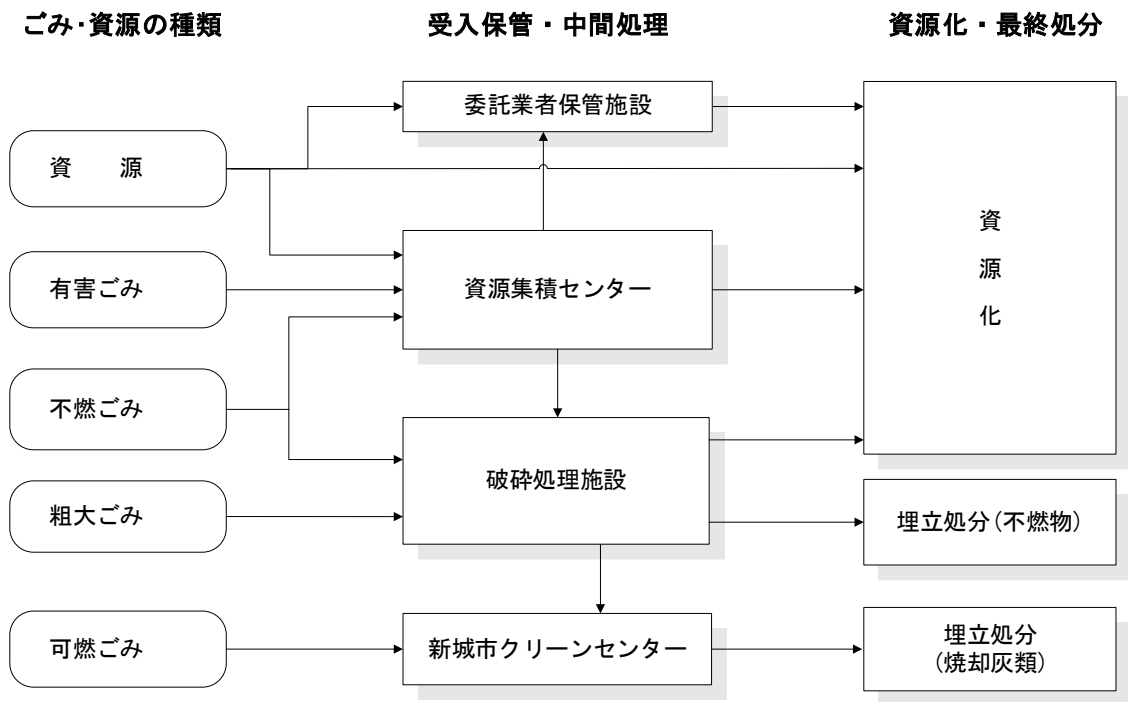 ごみ・資源の種類
受入保管・中間処理
資源化・最終処分
委託業者保管施設
資　　源
資
源
化
有害ごみ
資源集積センター
不燃ごみ
破砕処理施設
粗大ごみ
埋立処分(不燃物)
可燃ごみ
新城市クリーンセンター
埋立処分
(焼却灰類)